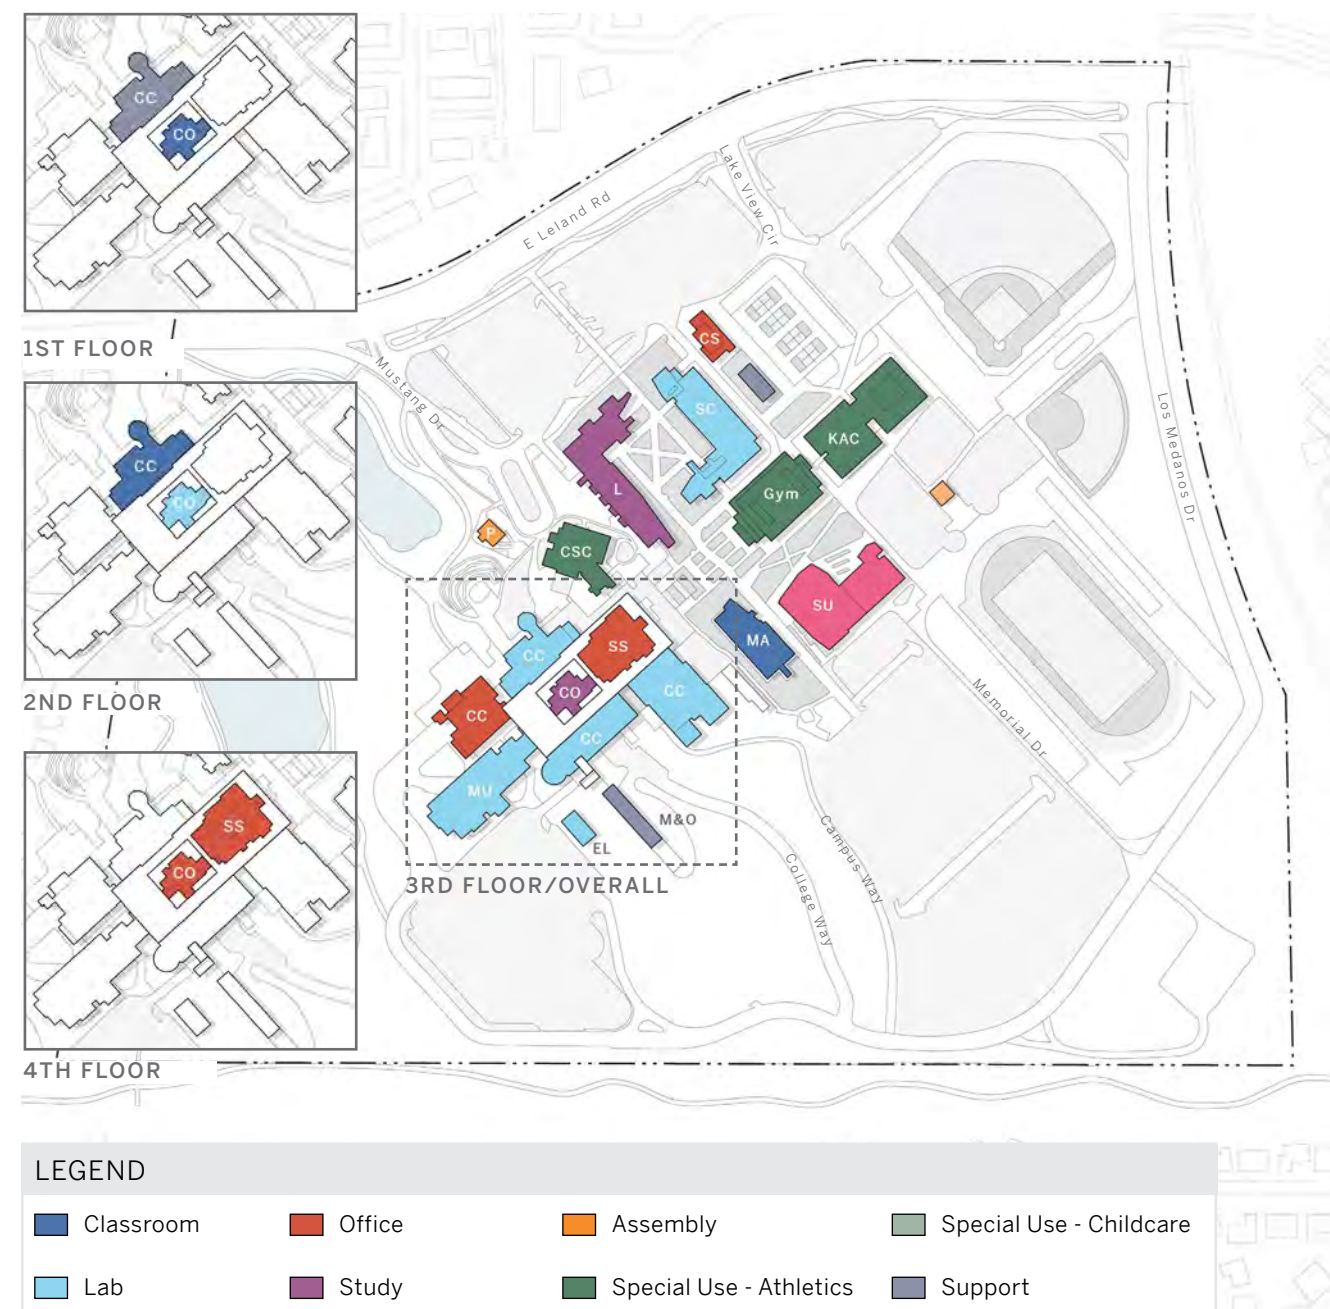 CC
CO
1ST FLOOR
CC
CO
2ND FLOOR
SS
CO
4TH FLOOR
E Leland Rd
Lake View Cir
Mustang Dr
Los Medanos Dr
CS
SC
KAC
L
Gym
P
CSC
SU
MA
SS
CC
CO
CC
CC
CC
MU
M&O
EL
3RD FLOOR/OVERALL
Memorial Dr
Campus Way
College Way
LEGEND
Classroom
Office
Assembly
Special Use - Childcare
Lab
Study
Special Use - Athletics
Support